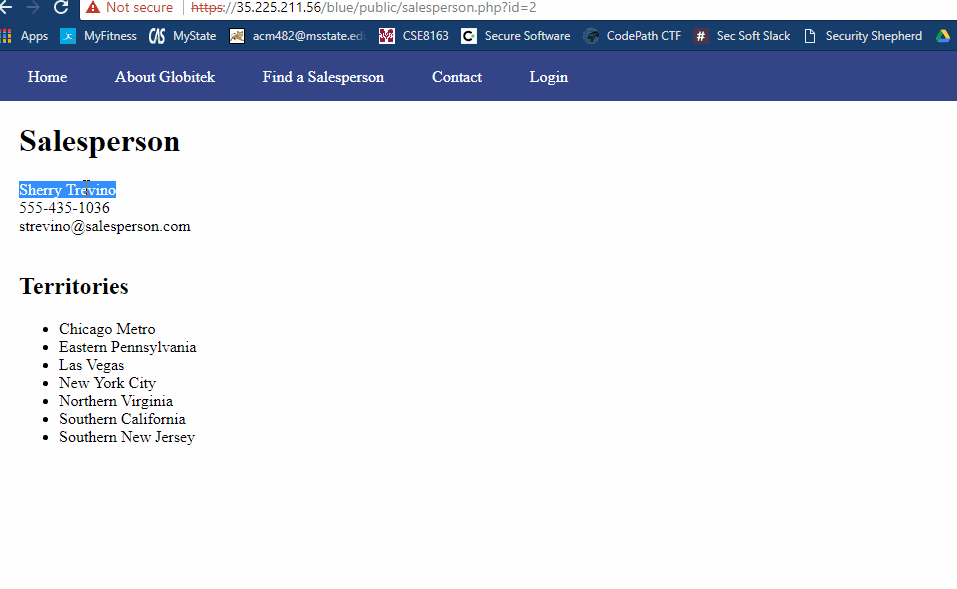 Not secure | https://35.225.211.56/blue/public/salesperson.php?id=2
Apps MyFitness MyState acm482@msstate.ed CSE8163 Secure Software CodePath CTF Sec Soft Slack Security Shepherd
Home About Globitek Find a Salesperson Contact Login
Salesperson
Sherry Trevino
555-435-1036
strevino@salesperson.com
Territories
• Chicago Metro
• Eastern Pennsylvania
• Las Vegas
• New York City
• Northern Virginia
• Southern California
• Southern New Jersey